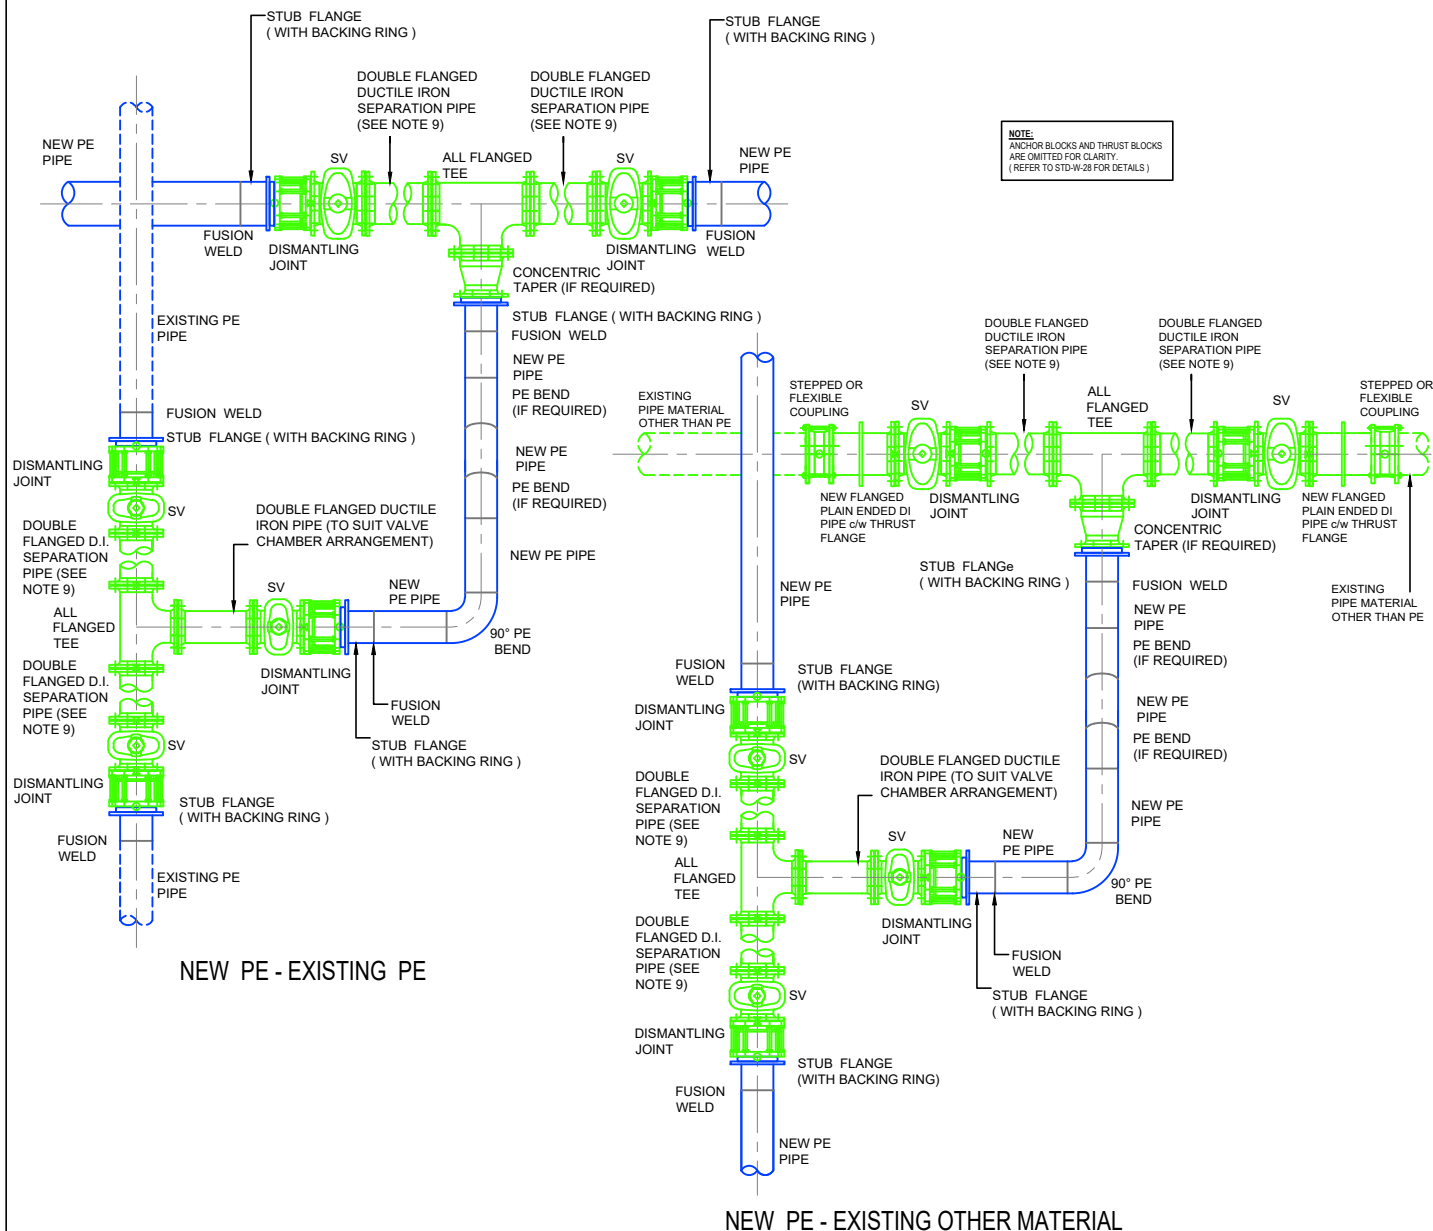 STUB FLANGE
( WITH BACKING RING )
STUB FLANGE
( WITH BACKING RING )
DOUBLE FLANGED
DUCTILE IRON
SEPARATION PIPE
(SEE NOTE 9)
DOUBLE FLANGED
DUCTILE IRON
SEPARATION PIPE
(SEE NOTE 9)
NOTE:
ANCHOR BLOCKS AND THRUST BLOCKS
ARE OMITTED FOR CLARITY.
( REFER TO STD-W-28 FOR DETAILS )
NEW PE
PIPE
SV
ALL FLANGED
TEE
SV
NEW PE
PIPE
FUSION
WELD
DISMANTLING
JOINT
DISMANTLING
JOINT
FUSION
WELD
CONCENTRIC
TAPER (IF REQUIRED)
STUB FLANGE ( WITH BACKING RING )
FUSION WELD
EXISTING PE
PIPE
NEW PE
PIPE
PE BEND
(IF REQUIRED)
FUSION WELD
STUB FLANGE ( WITH BACKING RING )
DISMANTLING
JOINT
SV
NEW PE
PIPE
PE BEND
(IF REQUIRED)
DOUBLE FLANGED DUCTILE
IRON PIPE (TO SUIT VALVE
CHAMBER ARRANGEMENT)
DOUBLE
FLANGED D.I.
SEPARATION
PIPE (SEE
NOTE 9)
NEW PE PIPE
SV
NEW
PE PIPE
ALL
FLANGED
TEE
90° PE
BEND
DOUBLE
FLANGED D.I.
SEPARATION
PIPE (SEE
NOTE 9)
DISMANTLING
JOINT
FUSION
WELD
STUB FLANGE
( WITH BACKING RING )
SV
DISMANTLING
JOINT
STUB FLANGE
( WITH BACKING RING )
FUSION
WELD
EXISTING PE
PIPE
NEW PE - EXISTING PE
DOUBLE FLANGED
DUCTILE IRON
SEPARATION PIPE
(SEE NOTE 9)
DOUBLE FLANGED
DUCTILE IRON
SEPARATION PIPE
(SEE NOTE 9)
EXISTING
PIPE MATERIAL
OTHER THAN PE
STEPPED OR
FLEXIBLE
COUPLING
SV
ALL
FLANGED
TEE
SV
STEPPED OR
FLEXIBLE
COUPLING
NEW FLANGED
PLAIN ENDED DI
PIPE c/w THRUST
FLANGE
DISMANTLING
JOINT
DISMANTLING
JOINT
NEW FLANGED
PLAIN ENDED DI
PIPE c/w THRUST
FLANGE
CONCENTRIC
TAPER (IF REQUIRED)
STUB FLANGe
( WITH BACKING RING )
FUSION WELD
EXISTING
PIPE MATERIAL
OTHER THAN PE
NEW PE
PIPE
NEW PE
PIPE
PE BEND
(IF REQUIRED)
FUSION
WELD
STUB FLANGE
(WITH BACKING RING)
DISMANTLING
JOINT
NEW PE
PIPE
PE BEND
(IF REQUIRED)
SV
DOUBLE FLANGED DUCTILE
IRON PIPE (TO SUIT VALVE
CHAMBER ARRANGEMENT)
DOUBLE
FLANGED D.I.
SEPARATION
PIPE (SEE
NOTE 9)
NEW PE
PIPE
SV
NEW
PE PIPE
ALL
FLANGED
TEE
90° PE
BEND
DOUBLE
FLANGED D.I.
SEPARATION
PIPE (SEE
NOTE 9)
DISMANTLING
JOINT
FUSION
WELD
STUB FLANGE
( WITH BACKING RING )
SV
DISMANTLING
JOINT
STUB FLANGE
(WITH BACKING RING)
FUSION
WELD
NEW PE
PIPE
NEW PE - EXISTING OTHER MATERIAL